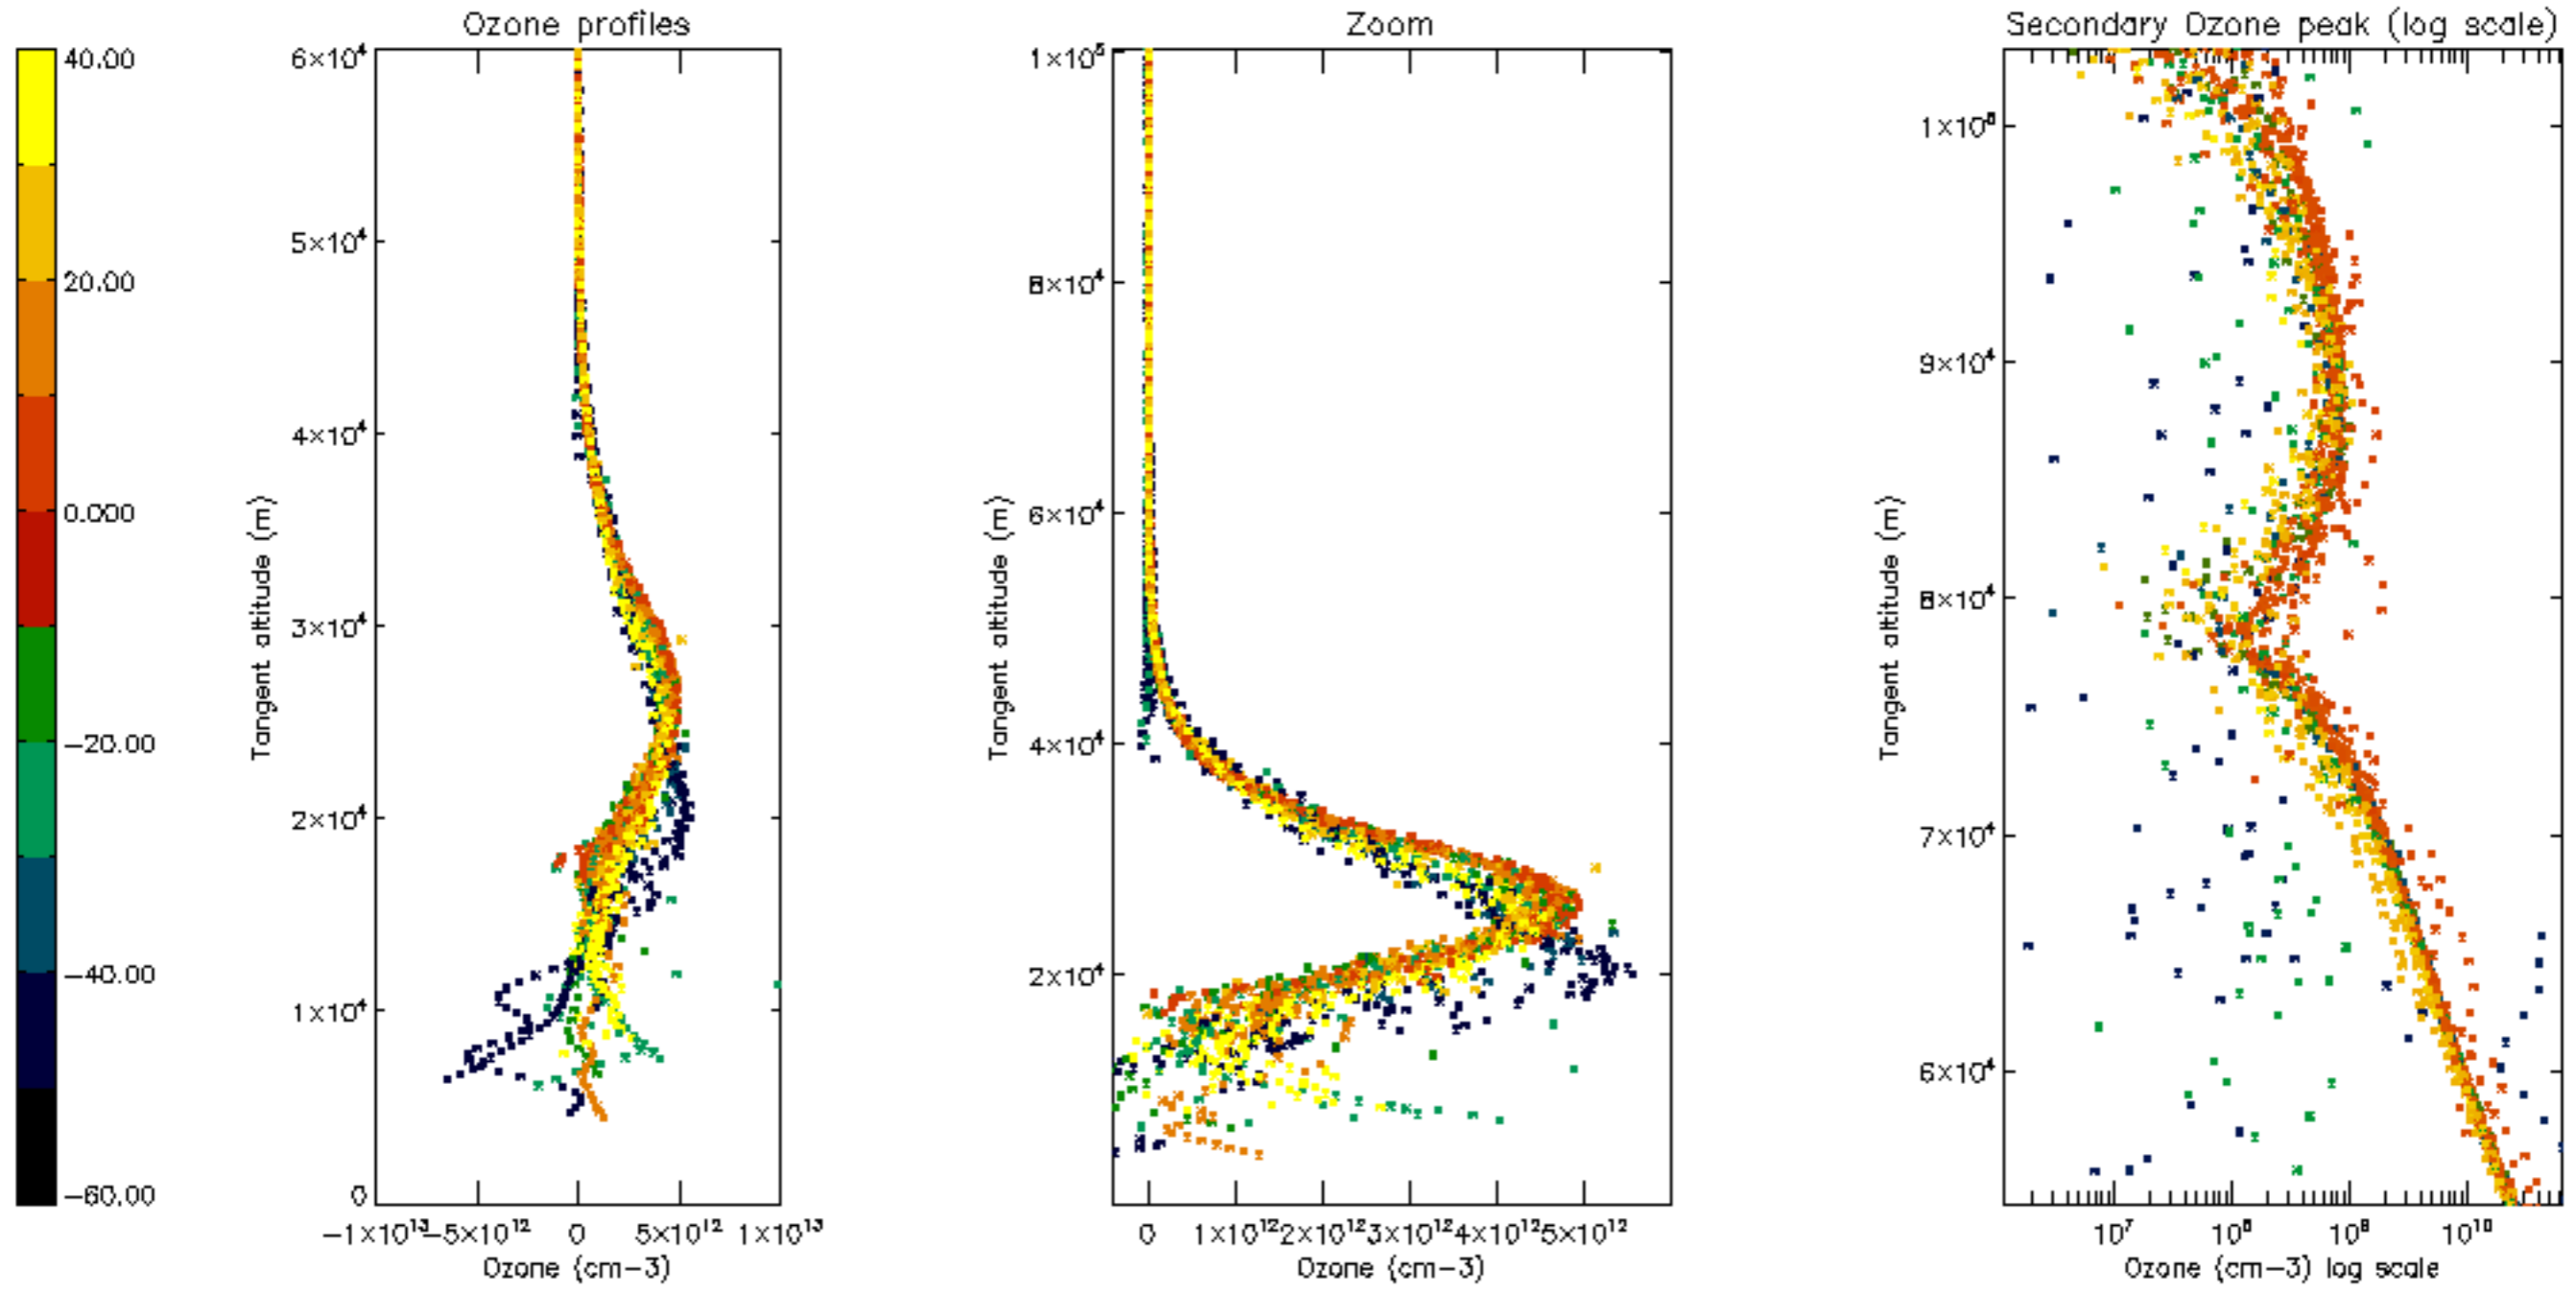 Ozone profiles
Zoom
Secondary Ozone peak (log scale)
40.00
20.00
0.000
−20.00
−40.00
−60.00
6×10⁴
5×10⁴
4×10⁴
3×10⁴
2×10⁴
1×10⁴
0
Tangent altitude (m)
−1×10¹³ −5×10¹² 0 5×10¹² 1×10¹³
Ozone (cm−3)
1×10⁵
8×10⁴
6×10⁴
4×10⁴
2×10⁴
Tangent altitude (m)
0 1×10¹² 2×10¹² 3×10¹² 4×10¹² 5×10¹²
Ozone (cm−3)
1×10⁵
9×10⁴
8×10⁴
7×10⁴
6×10⁴
Tangent altitude (m)
10⁷ 10⁸ 10⁹ 10¹⁰
Ozone (cm−3) log scale